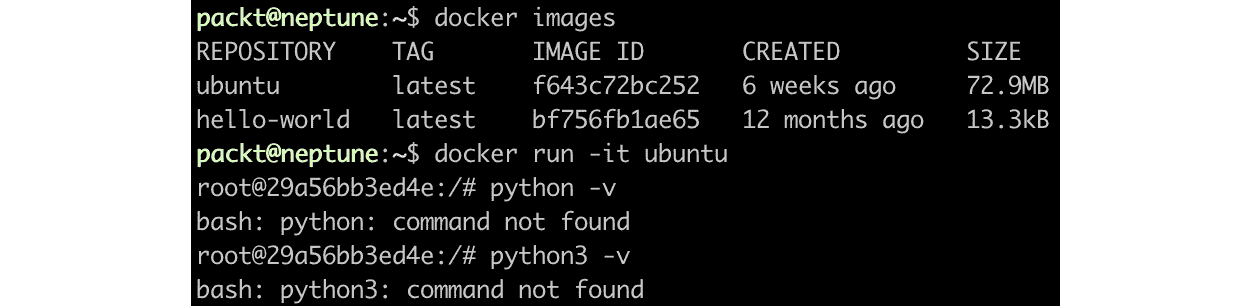 packt@neptune:~$ docker images
REPOSITORY TAG IMAGE ID CREATED SIZE
ubuntu latest f643c72bc252 6 weeks ago 72.9MB
hello-world latest bf756fb1ae65 12 months ago 13.3kB
packt@neptune:~$ docker run -it ubuntu
root@29a56bb3ed4e:/# python -v
bash: python: command not found
root@29a56bb3ed4e:/# python3 -v
bash: python3: command not found